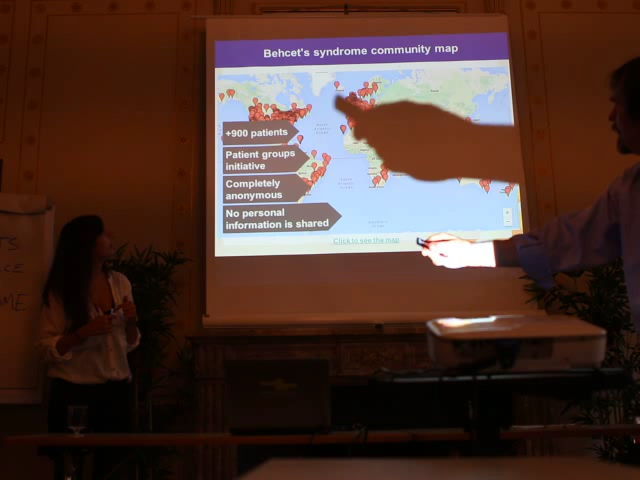 Behcet's syndrome community map
+900 patients
Patient groups
initiative
Completely
anonymous
No personal
information is shared
Click to see the map
ME